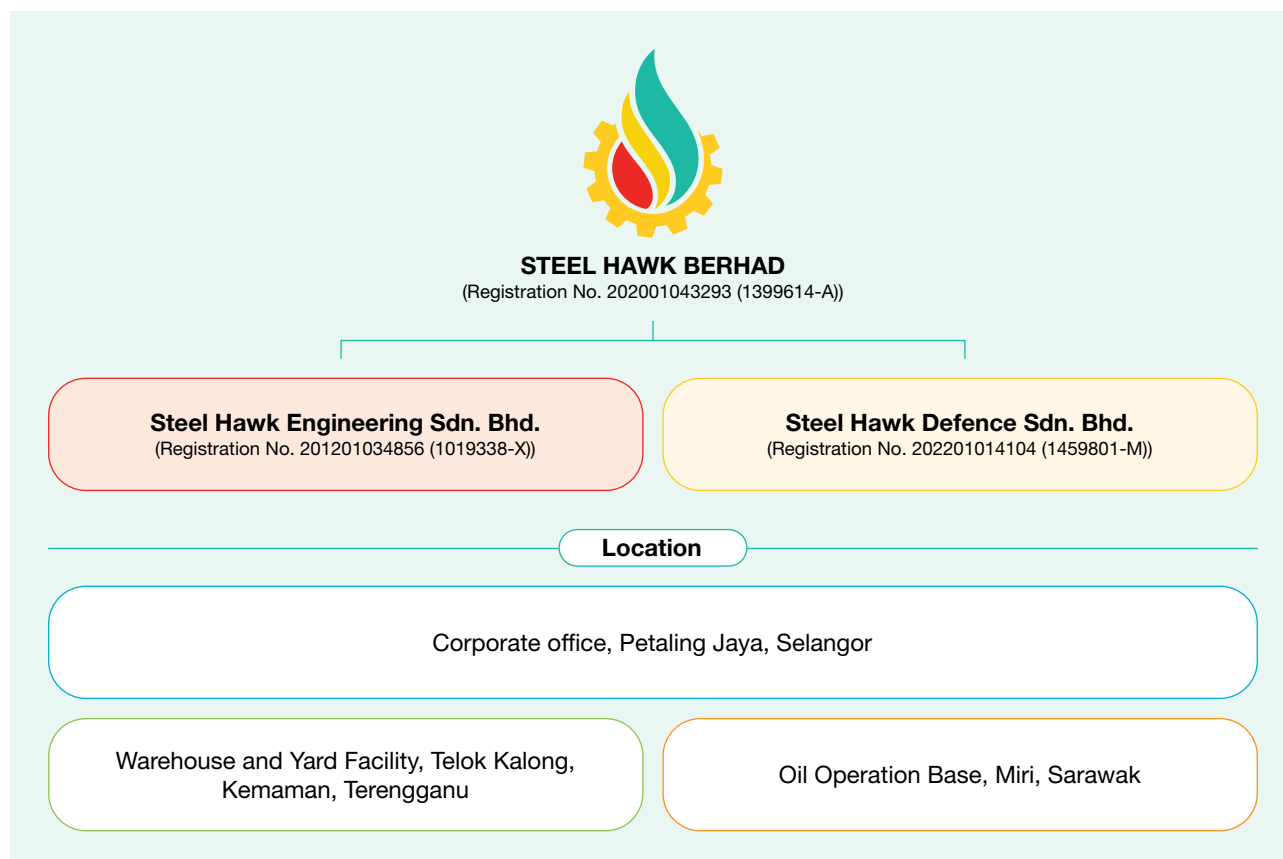 STEEL HAWK BERHAD
(Registration No. 202001043293 (1399614-A))
Steel Hawk Engineering Sdn. Bhd.
(Registration No. 201201034856 (1019338-X))
Steel Hawk Defence Sdn. Bhd.
(Registration No. 202201014104 (1459801-M))
Location
Corporate office, Petaling Jaya, Selangor
Warehouse and Yard Facility, Telok Kalong,
Kemaman, Terengganu
Oil Operation Base, Miri, Sarawak